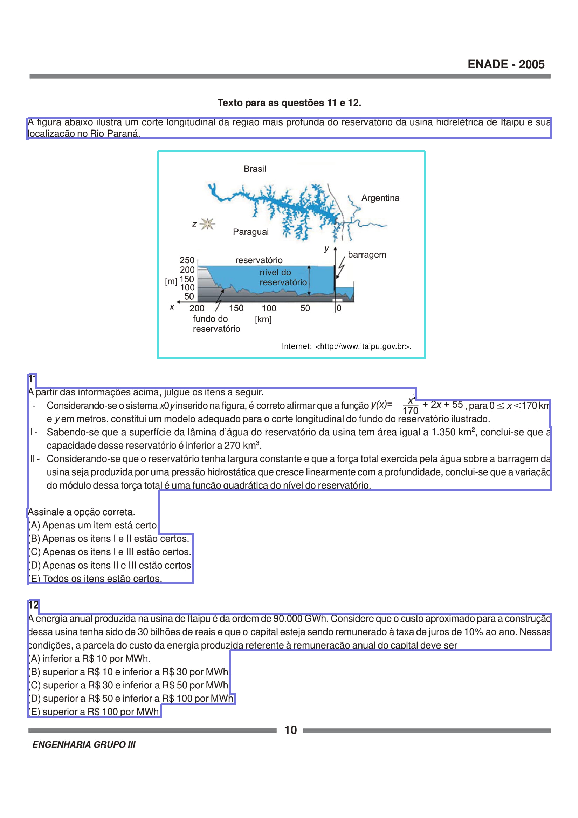 ENADE - 2005
Texto para as questões 11 e 12.
A figura abaixo ilustra um corte longitudinal da região mais profunda do reservatório da usina hidrelétrica de Itaipu e sua
localização no Rio Paraná.
Brasil
Argentina
z
Paraguai
y
barragem
250
reservatório
200
nível do
[m]
150
reservatório
100
50
x
200
150
100
50
0
fundo do
[km]
reservatório
Internet: <http://www.itaipu.gov.br>.
11
A partir das informações acima, julgue os itens a seguir.
I - Considerando-se o sistema x0y inserido na figura, é correto afirmar que a função y(x)= x²/170 + 2x + 55 , para 0 ≤ x <170 km
e y em metros, constitui um modelo adequado para o corte longitudinal do fundo do reservatório ilustrado.
II - Sabendo-se que a superfície da lâmina d'água do reservatório da usina tem área igual a 1.350 km², conclui-se que a
capacidade desse reservatório é inferior a 270 km³.
III - Considerando-se que o reservatório tenha largura constante e que a força total exercida pela água sobre a barragem da
usina seja produzida por uma pressão hidrostática que cresce linearmente com a profundidade, conclui-se que a variação
do módulo dessa força total é uma função quadrática do nível do reservatório.
Assinale a opção correta.
(A) Apenas um item está certo.
(B) Apenas os itens I e II estão certos.
(C) Apenas os itens I e III estão certos.
(D) Apenas os itens II e III estão certos.
(E) Todos os itens estão certos.
12
A energia anual produzida na usina de Itaipu é da ordem de 90.000 GWh. Considere que o custo aproximado para a construção
dessa usina tenha sido de 30 bilhões de reais e que o capital esteja sendo remunerado à taxa de juros de 10% ao ano. Nessas
condições, a parcela do custo da energia produzida referente à remuneração anual do capital deve ser
(A) inferior a R$ 10 por MWh.
(B) superior a R$ 10 e inferior a R$ 30 por MWh.
(C) superior a R$ 30 e inferior a R$ 50 por MWh.
(D) superior a R$ 50 e inferior a R$ 100 por MWh.
(E) superior a R$ 100 por MWh.
10
ENGENHARIA GRUPO III